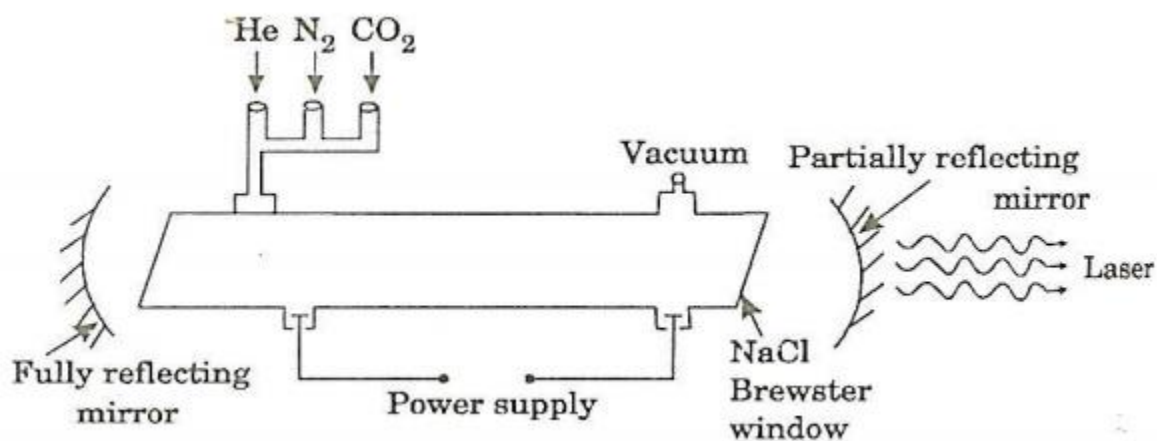 He N₂ CO₂
Vacuum
Partially reflecting
mirror
Laser
NaCl
Brewster
window
Fully reflecting
mirror
Power supply